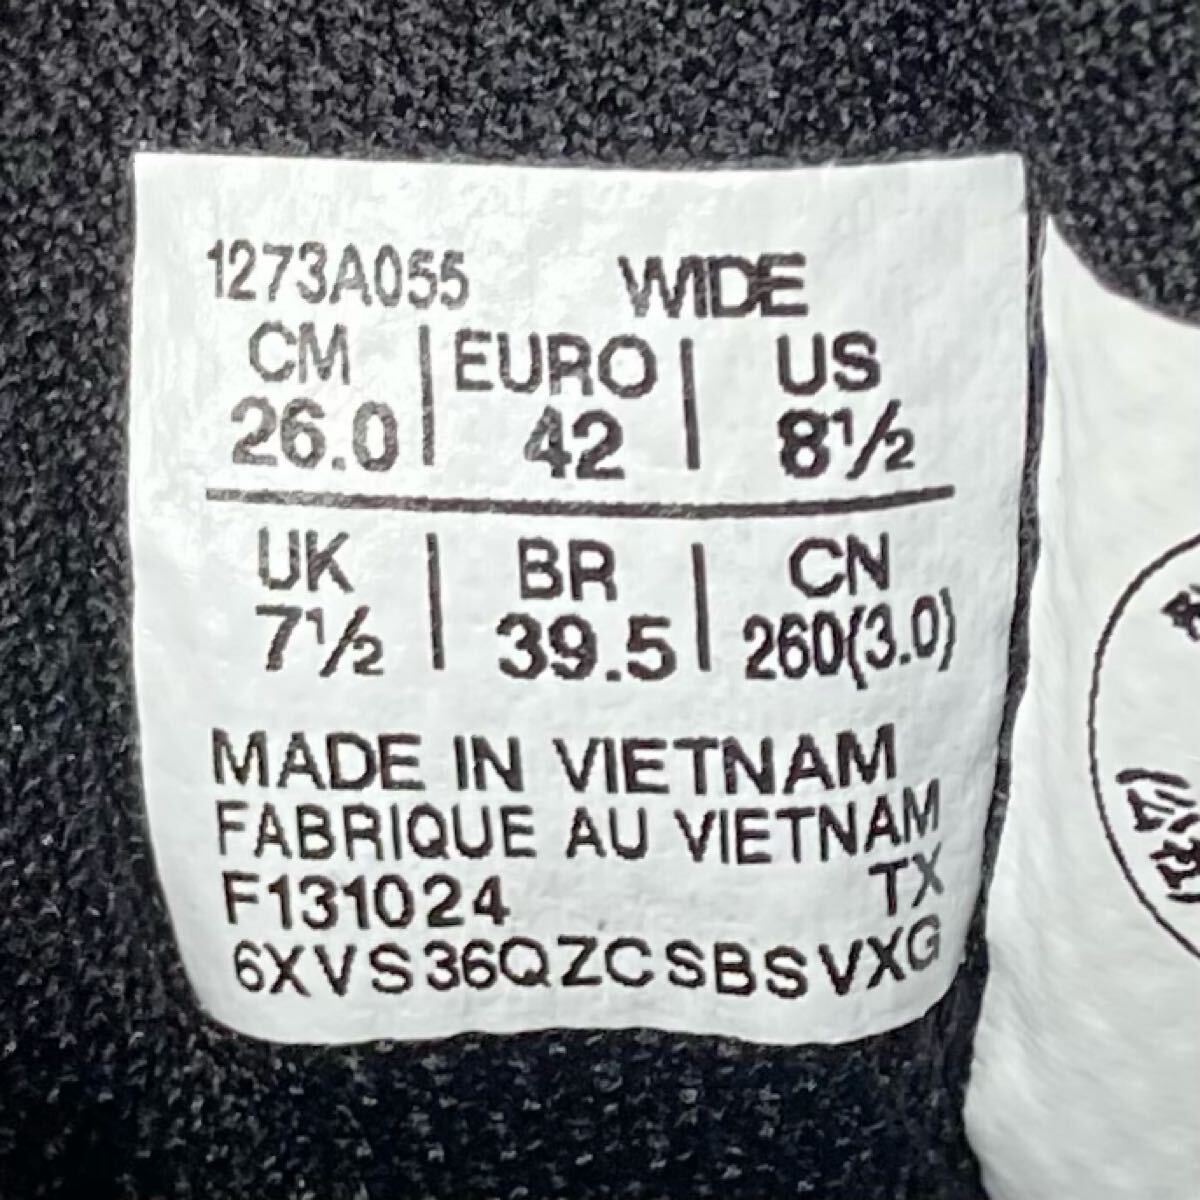 1273A055 WIDE
CM EURO US
26.0 42 8½
UK BR CN
7½ 39.5 260(3.0)
MADE IN VIETNAM
FABRIQUE AU VIETNAM
F131024 TX
6XVS36QZCSBSVXG